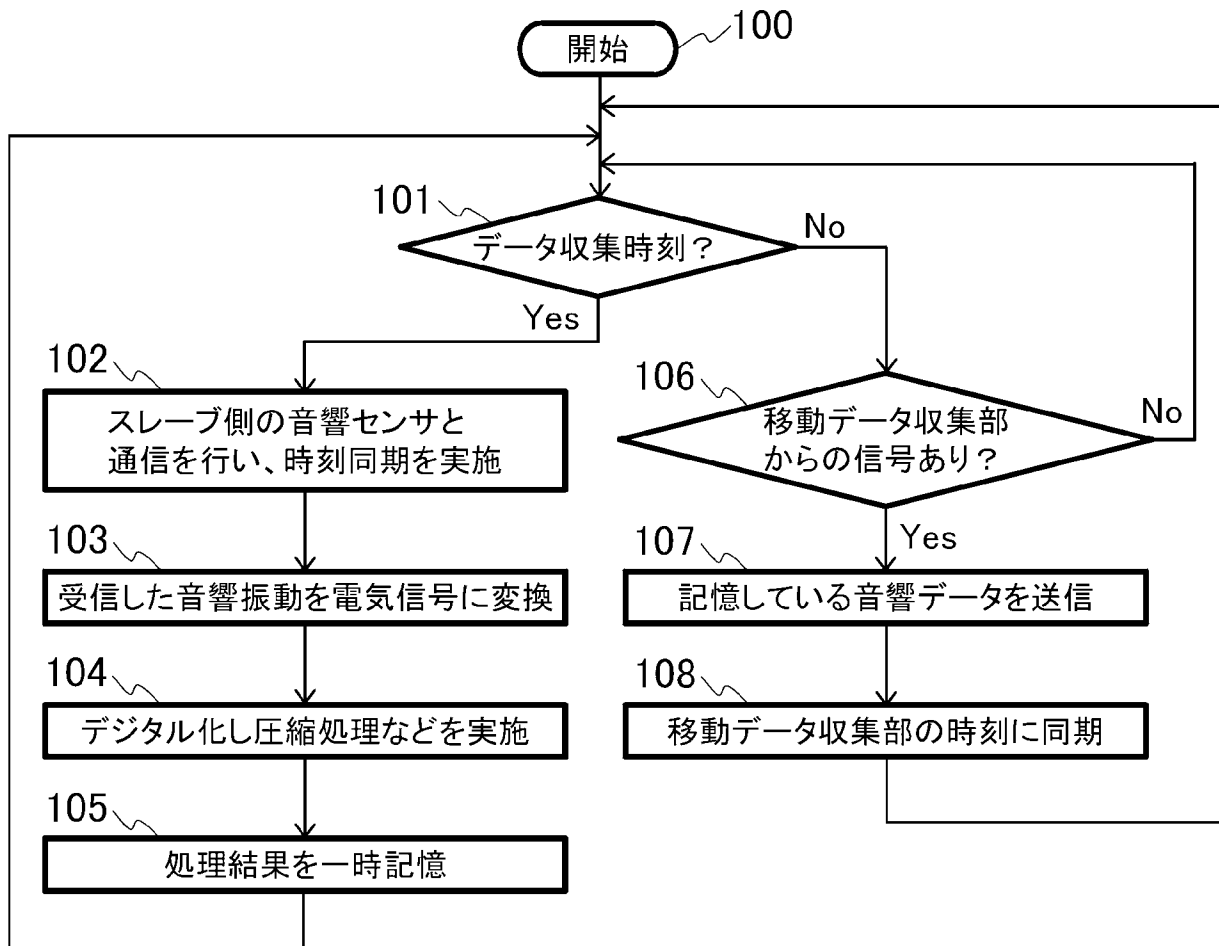 100
開始
101
データ収集時刻？
No
Yes
102
スレーブ側の音響センサと
通信を行い、時刻同期を実施
106
移動データ収集部
からの信号あり？
No
Yes
103
受信した音響振動を電気信号に変換
107
記憶している音響データを送信
104
デジタル化し圧縮処理などを実施
108
移動データ収集部の時刻に同期
105
処理結果を一時記憶